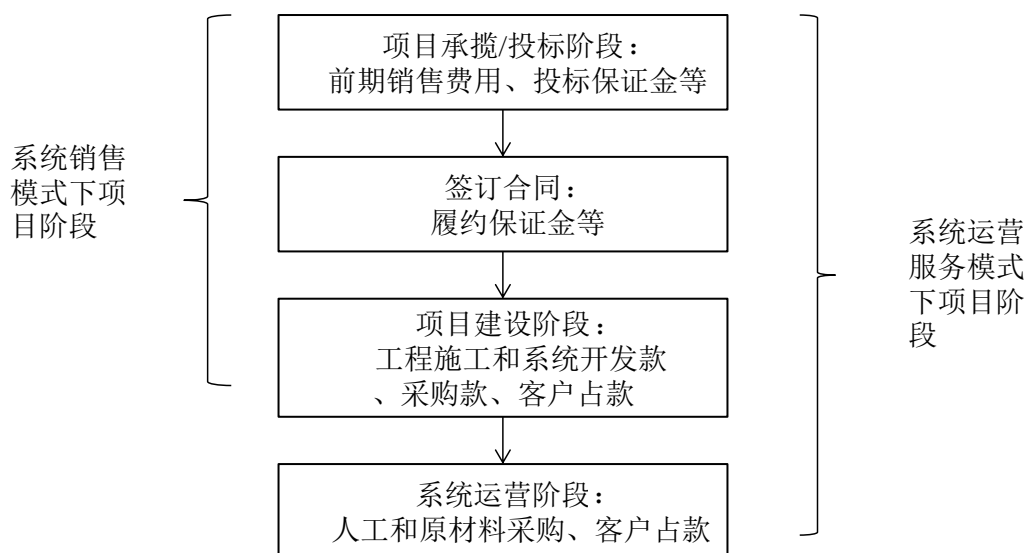 项目承揽/投标阶段：
前期销售费用、投标保证金等
系统销售
模式下项
目阶段
签订合同：
履约保证金等
系统运营
服务模式
下项目阶
段
项目建设阶段：
工程施工和系统开发款
、采购款、客户占款
系统运营阶段：
人工和原材料采购、客户占款